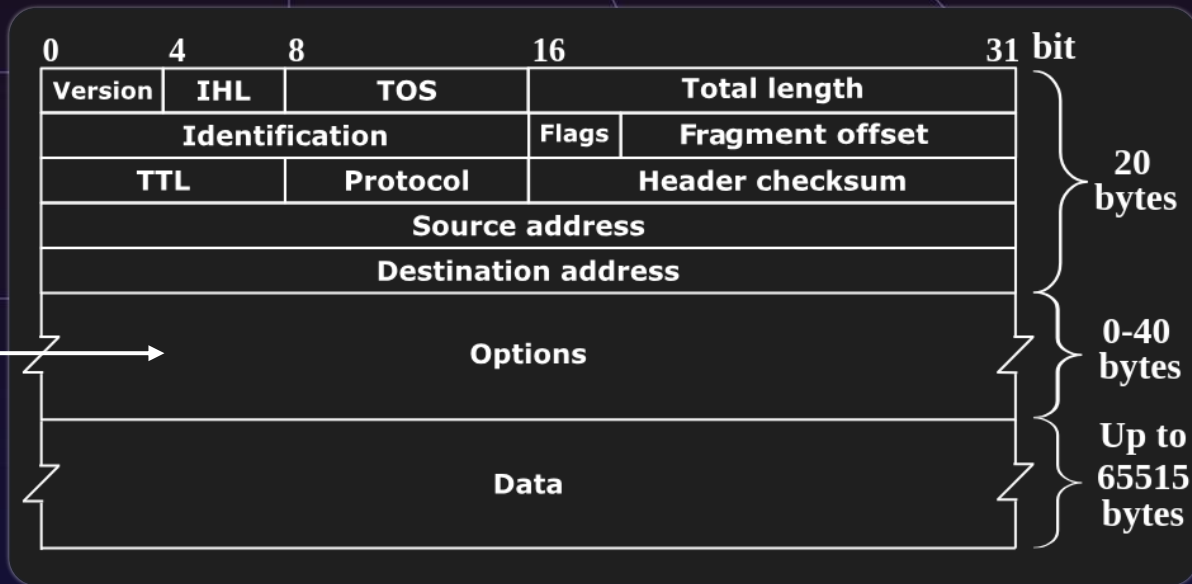 0 4 8 16 31 bit
Version IHL TOS Total length
Identification Flags Fragment offset
TTL Protocol Header checksum
Source address
Destination address
20
bytes
Options
0-40
bytes
Data
Up to
65515
bytes